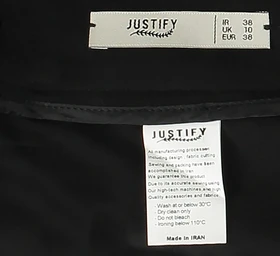 JUSTIFY
IR 38
UK 10
EUR 38
JUSTIFY
All manufacturing processes
including design, fabric cutting
Sewing and packing have been
accomplished in Iran
We guarantee this product
Due to its accurate sewing using
Our high-tech machines and high
Quality accessories and fabrics.
- Wash at or below 30°C
- Dry clean only
- Do not bleach
- Ironing below 110°C
Made in IRAN